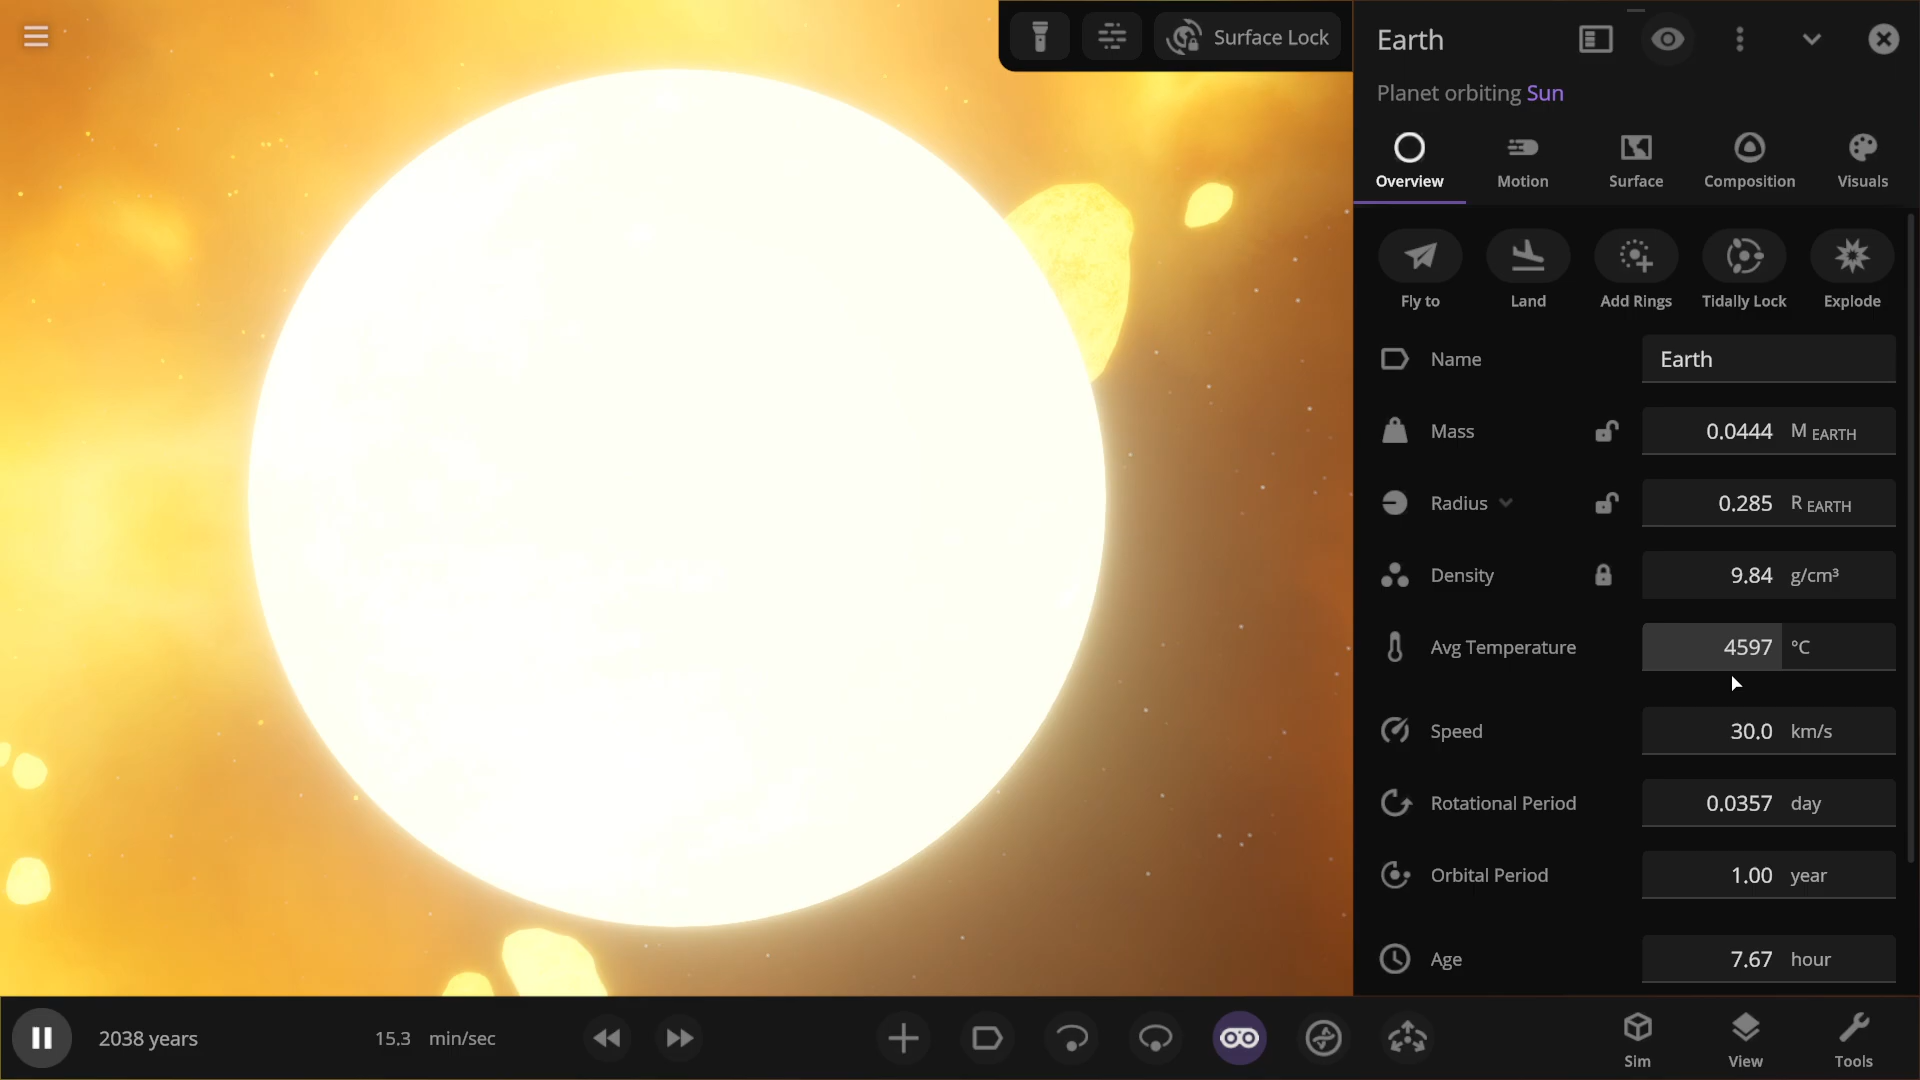 Surface Lock
Earth
Planet orbiting Sun
Overview
Motion
Surface
Composition
Visuals
Fly to
Land
Add Rings
Tidally Lock
Explode
Name
Earth
Mass
0.0444 M EARTH
Radius
0.285 R EARTH
Density
9.84 g/cm³
Avg Temperature
4597 °C
Speed
30.0 km/s
Rotational Period
0.0357 day
Orbital Period
1.00 year
Age
7.67 hour
2038 years
15.3 min/sec
Sim
View
Tools